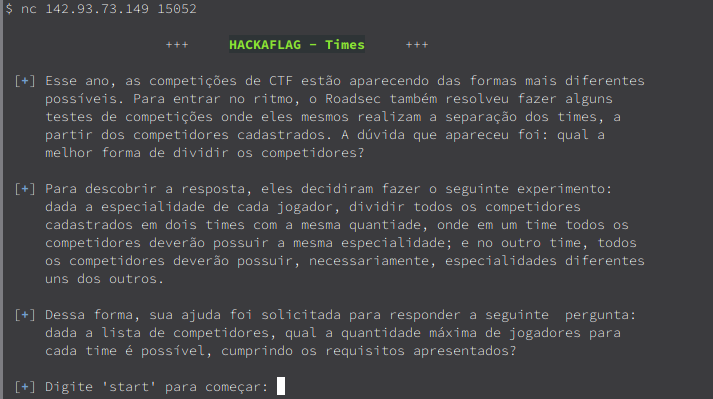 $ nc 142.93.73.149 15052
+++ HACKAFLAG - Times +++
[+] Esse ano, as competições de CTF estão aparecendo das formas mais diferentes
possíveis. Para entrar no ritmo, o Roadsec também resolveu fazer alguns
testes de competições onde eles mesmos realizam a separação dos times, a
partir dos competidores cadastrados. A dúvida que apareceu foi: qual a
melhor forma de dividir os competidores?
[+] Para descobrir a resposta, eles decidiram fazer o seguinte experimento:
dada a especialidade de cada jogador, dividir todos os competidores
cadastrados em dois times com a mesma quantiade, onde em um time todos os
competidores deverão possuir a mesma especialidade; e no outro time, todos
os competidores deverão possuir, necessariamente, especialidades diferentes
uns dos outros.
[+] Dessa forma, sua ajuda foi solicitada para responder a seguinte  pergunta:
dada a lista de competidores, qual a quantidade máxima de jogadores para
cada time é possível, cumprindo os requisitos apresentados?
[+] Digite 'start' para começar: